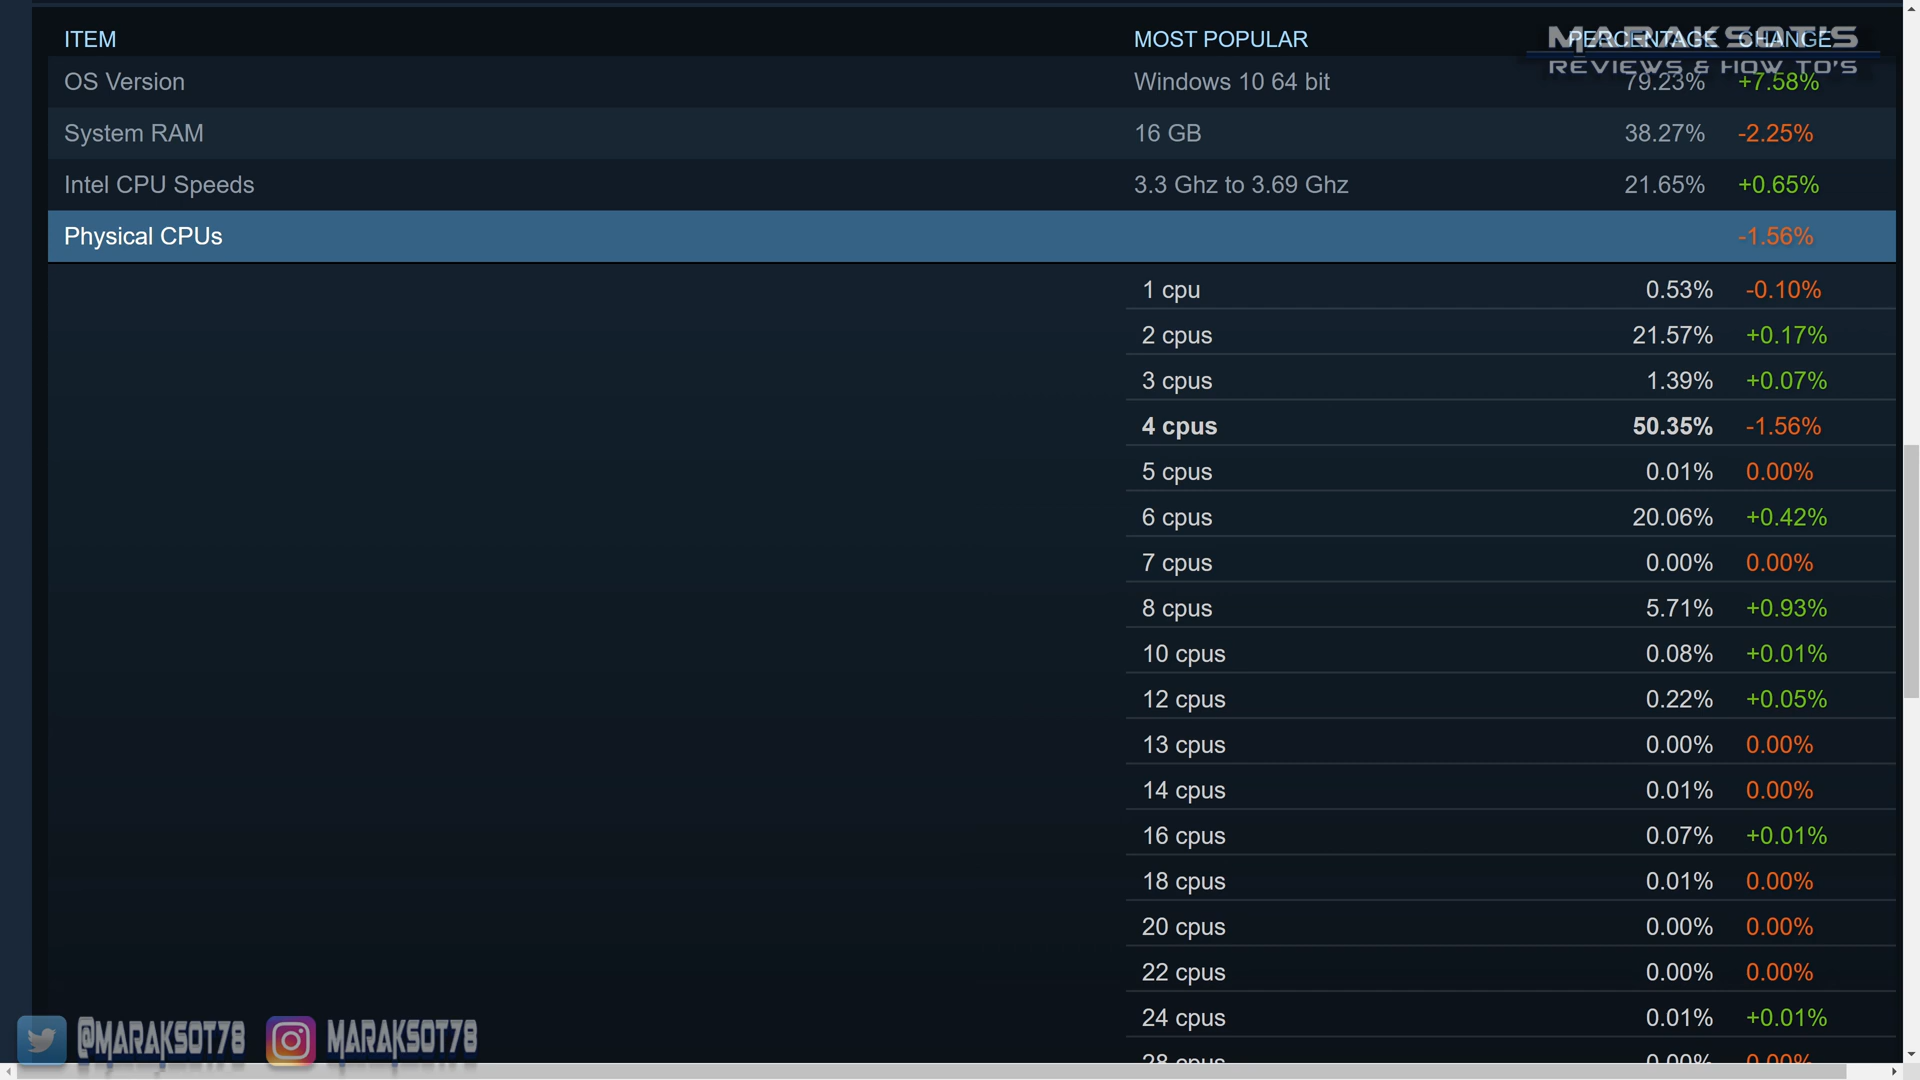 ITEM MOST POPULAR PERCENTAGE CHANGE
MARAKSOT'S
REVIEWS & HOW TO'S
OS Version Windows 10 64 bit 79.23% +7.58%
System RAM 16 GB 38.27% -2.25%
Intel CPU Speeds 3.3 Ghz to 3.69 Ghz 21.65% +0.65%
Physical CPUs -1.56%
1 cpu 0.53% -0.10%
2 cpus 21.57% +0.17%
3 cpus 1.39% +0.07%
4 cpus 50.35% -1.56%
5 cpus 0.01% 0.00%
6 cpus 20.06% +0.42%
7 cpus 0.00% 0.00%
8 cpus 5.71% +0.93%
10 cpus 0.08% +0.01%
12 cpus 0.22% +0.05%
13 cpus 0.00% 0.00%
14 cpus 0.01% 0.00%
16 cpus 0.07% +0.01%
18 cpus 0.01% 0.00%
20 cpus 0.00% 0.00%
22 cpus 0.00% 0.00%
24 cpus 0.01% +0.01%
28 cpus 0.00% 0.00%
@MARAKSOT78 MARAKSOT78